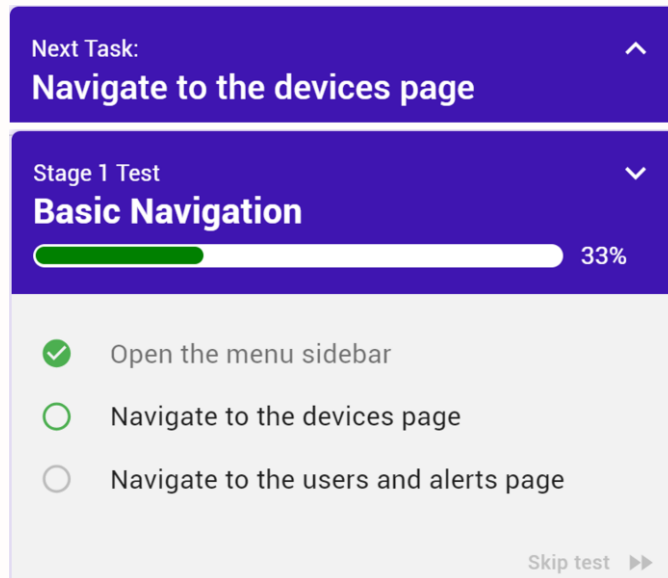 Next Task:
Navigate to the devices page
Stage 1 Test
Basic Navigation
33%
Open the menu sidebar
Navigate to the devices page
Navigate to the users and alerts page
Skip test